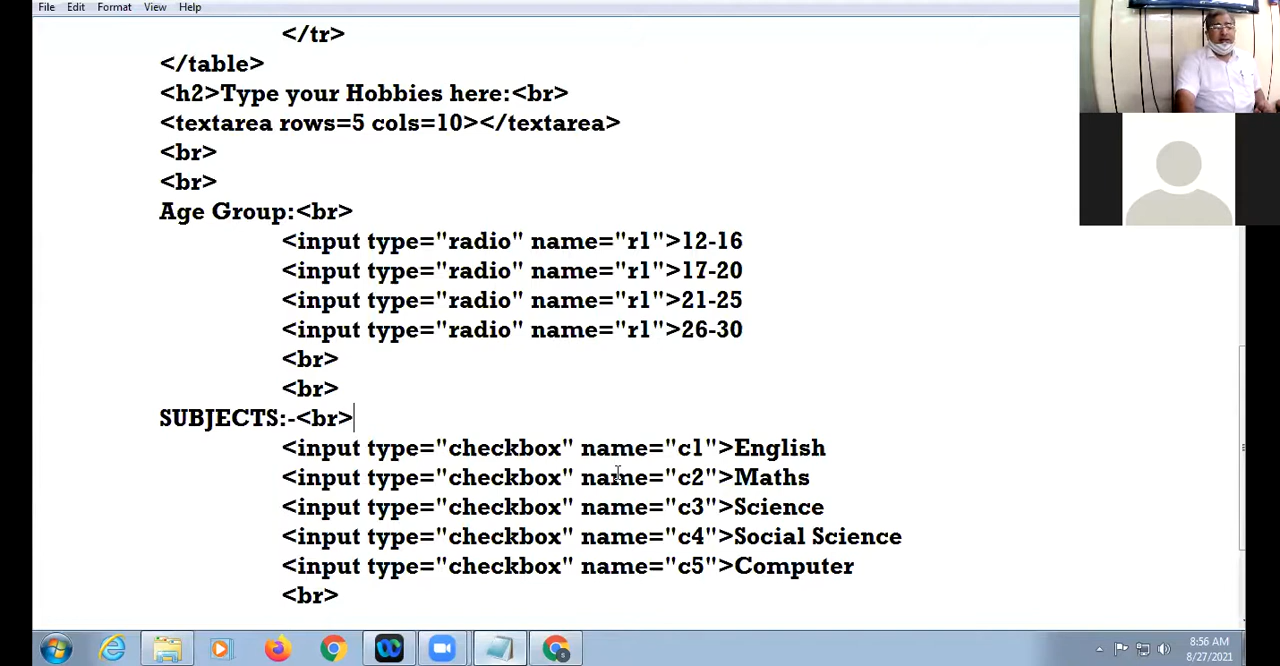 File Edit Format View Help
</tr>
</table>
<h2>Type your Hobbies here:<br>
<textarea rows=5 cols=10></textarea>
<br>
<br>
Age Group:<br>
<input type="radio" name="r1">12-16
<input type="radio" name="r1">17-20
<input type="radio" name="r1">21-25
<input type="radio" name="r1">26-30
<br>
<br>
SUBJECTS:-<br>
<input type="checkbox" name="c1">English
<input type="checkbox" name="c2">Maths
<input type="checkbox" name="c3">Science
<input type="checkbox" name="c4">Social Science
<input type="checkbox" name="c5">Computer
<br>
8:56 AM
8/27/2021